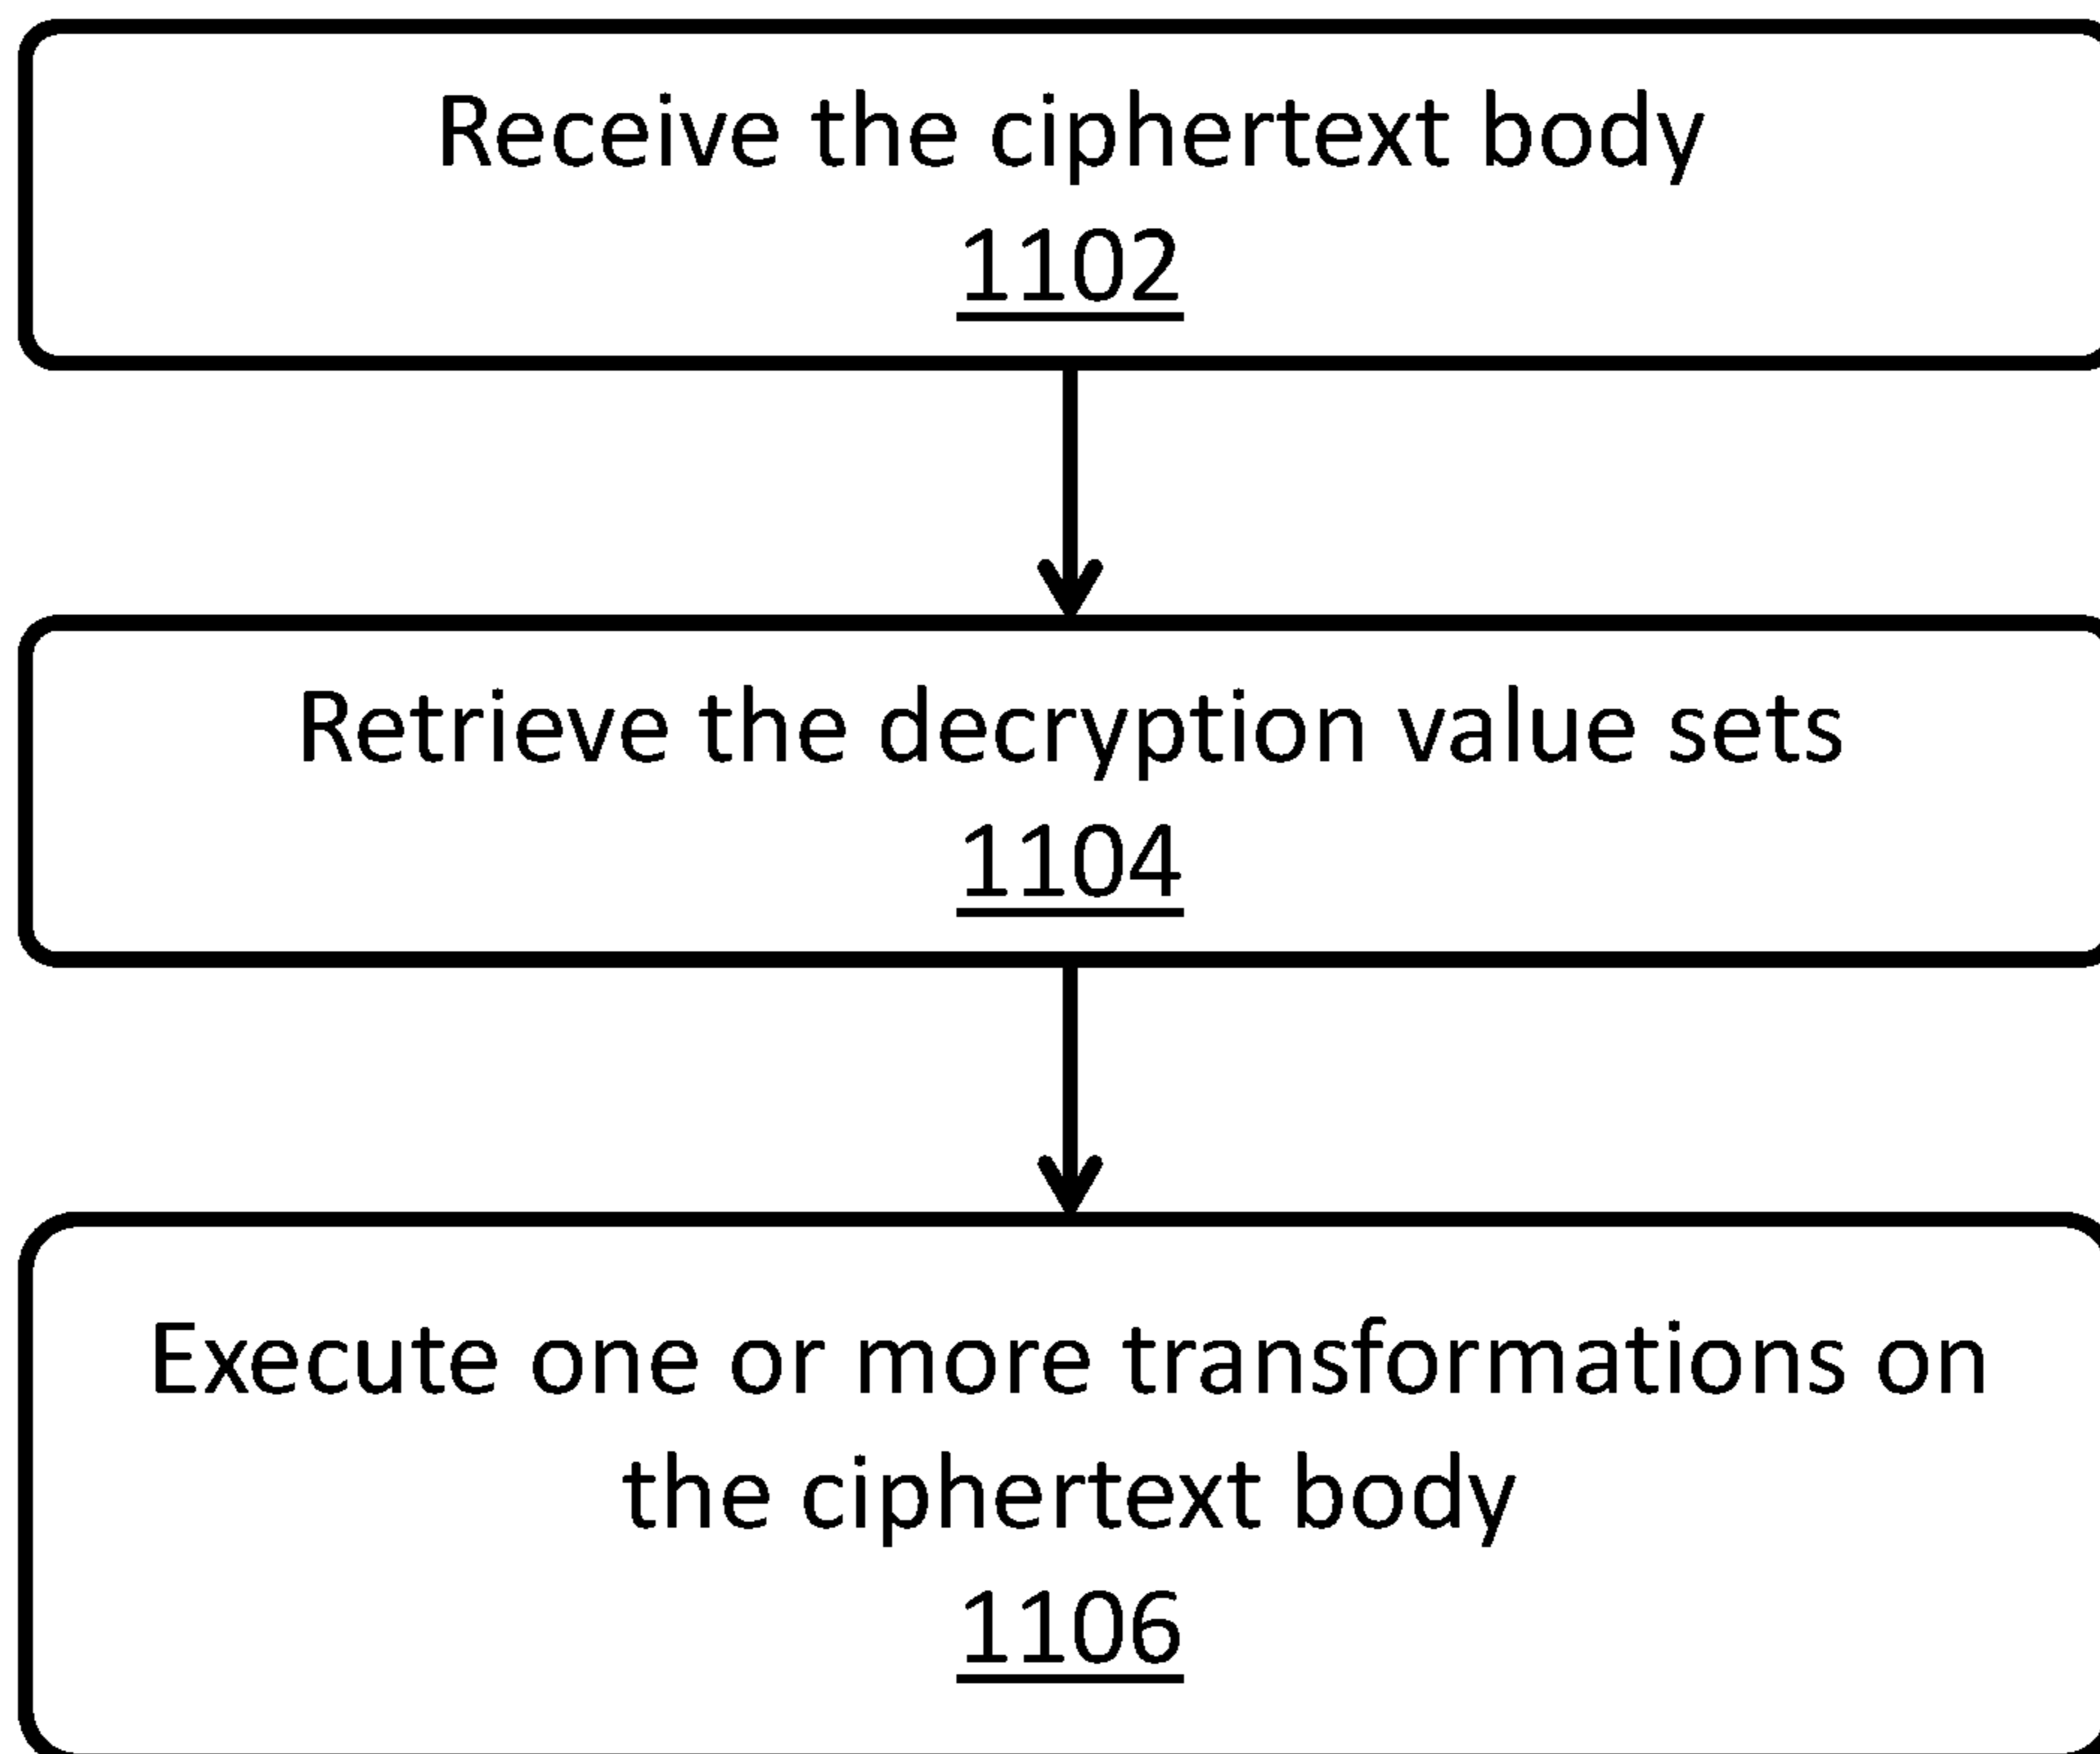 Receive the ciphertext body
1102
Retrieve the decryption value sets
1104
Execute one or more transformations on
the ciphertext body
1106